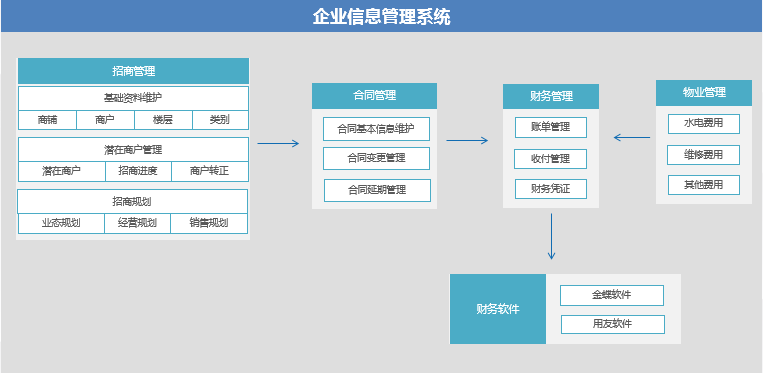 企业信息管理系统
招商管理
基础资料维护
商铺 商户 楼层 类别
潜在商户管理
潜在商户 招商进度 商户转正
招商规划
业态规划 经营规划 销售规划
合同管理
合同基本信息维护
合同变更管理
合同延期管理
财务管理
账单管理
收付管理
财务凭证
物业管理
水电费用
维修费用
其他费用
财务软件
金蝶软件
用友软件